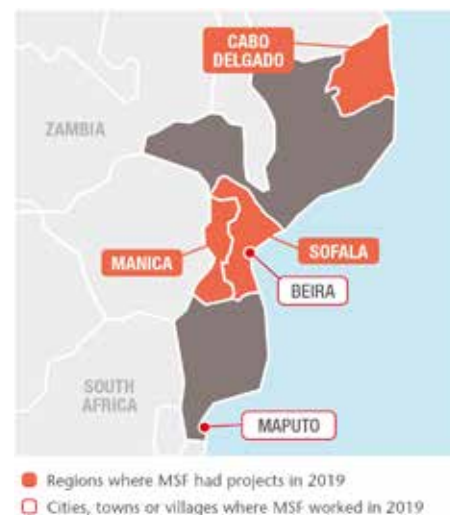 CABO
DELGADO
ZAMBIA
MANICA
SOFALA
BEIRA
SOUTH
AFRICA
MAPUTO
Regions where MSF had projects in 2019
Cities, towns or villages where MSF worked in 2019